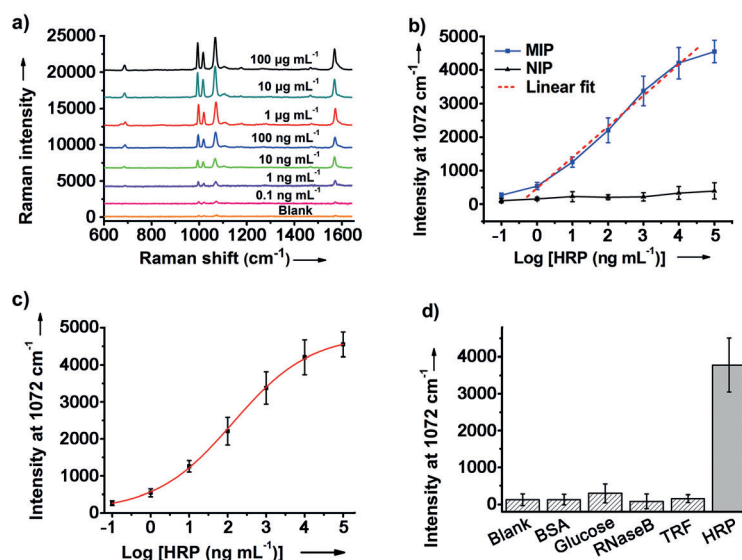 a)
Raman intensity
25000
20000
15000
10000
5000
0
100 µg mL⁻¹
10 µg mL⁻¹
1 µg mL⁻¹
100 ng mL⁻¹
10 ng mL⁻¹
1 ng mL⁻¹
0.1 ng mL⁻¹
Blank
600 800 1000 1200 1400 1600
Raman shift (cm⁻¹)
b)
Intensity at 1072 cm⁻¹
5000
4000
3000
2000
1000
0
MIP
NIP
Linear fit
-1 0 1 2 3 4 5
Log [HRP (ng mL⁻¹)]
c)
Intensity at 1072 cm⁻¹
5000
4000
3000
2000
1000
0
-1 0 1 2 3 4 5
Log [HRP (ng mL⁻¹)]
d)
Intensity at 1072 cm⁻¹
5000
4000
3000
2000
1000
0
Blank BSA Glucose RNaseB TRF HRP